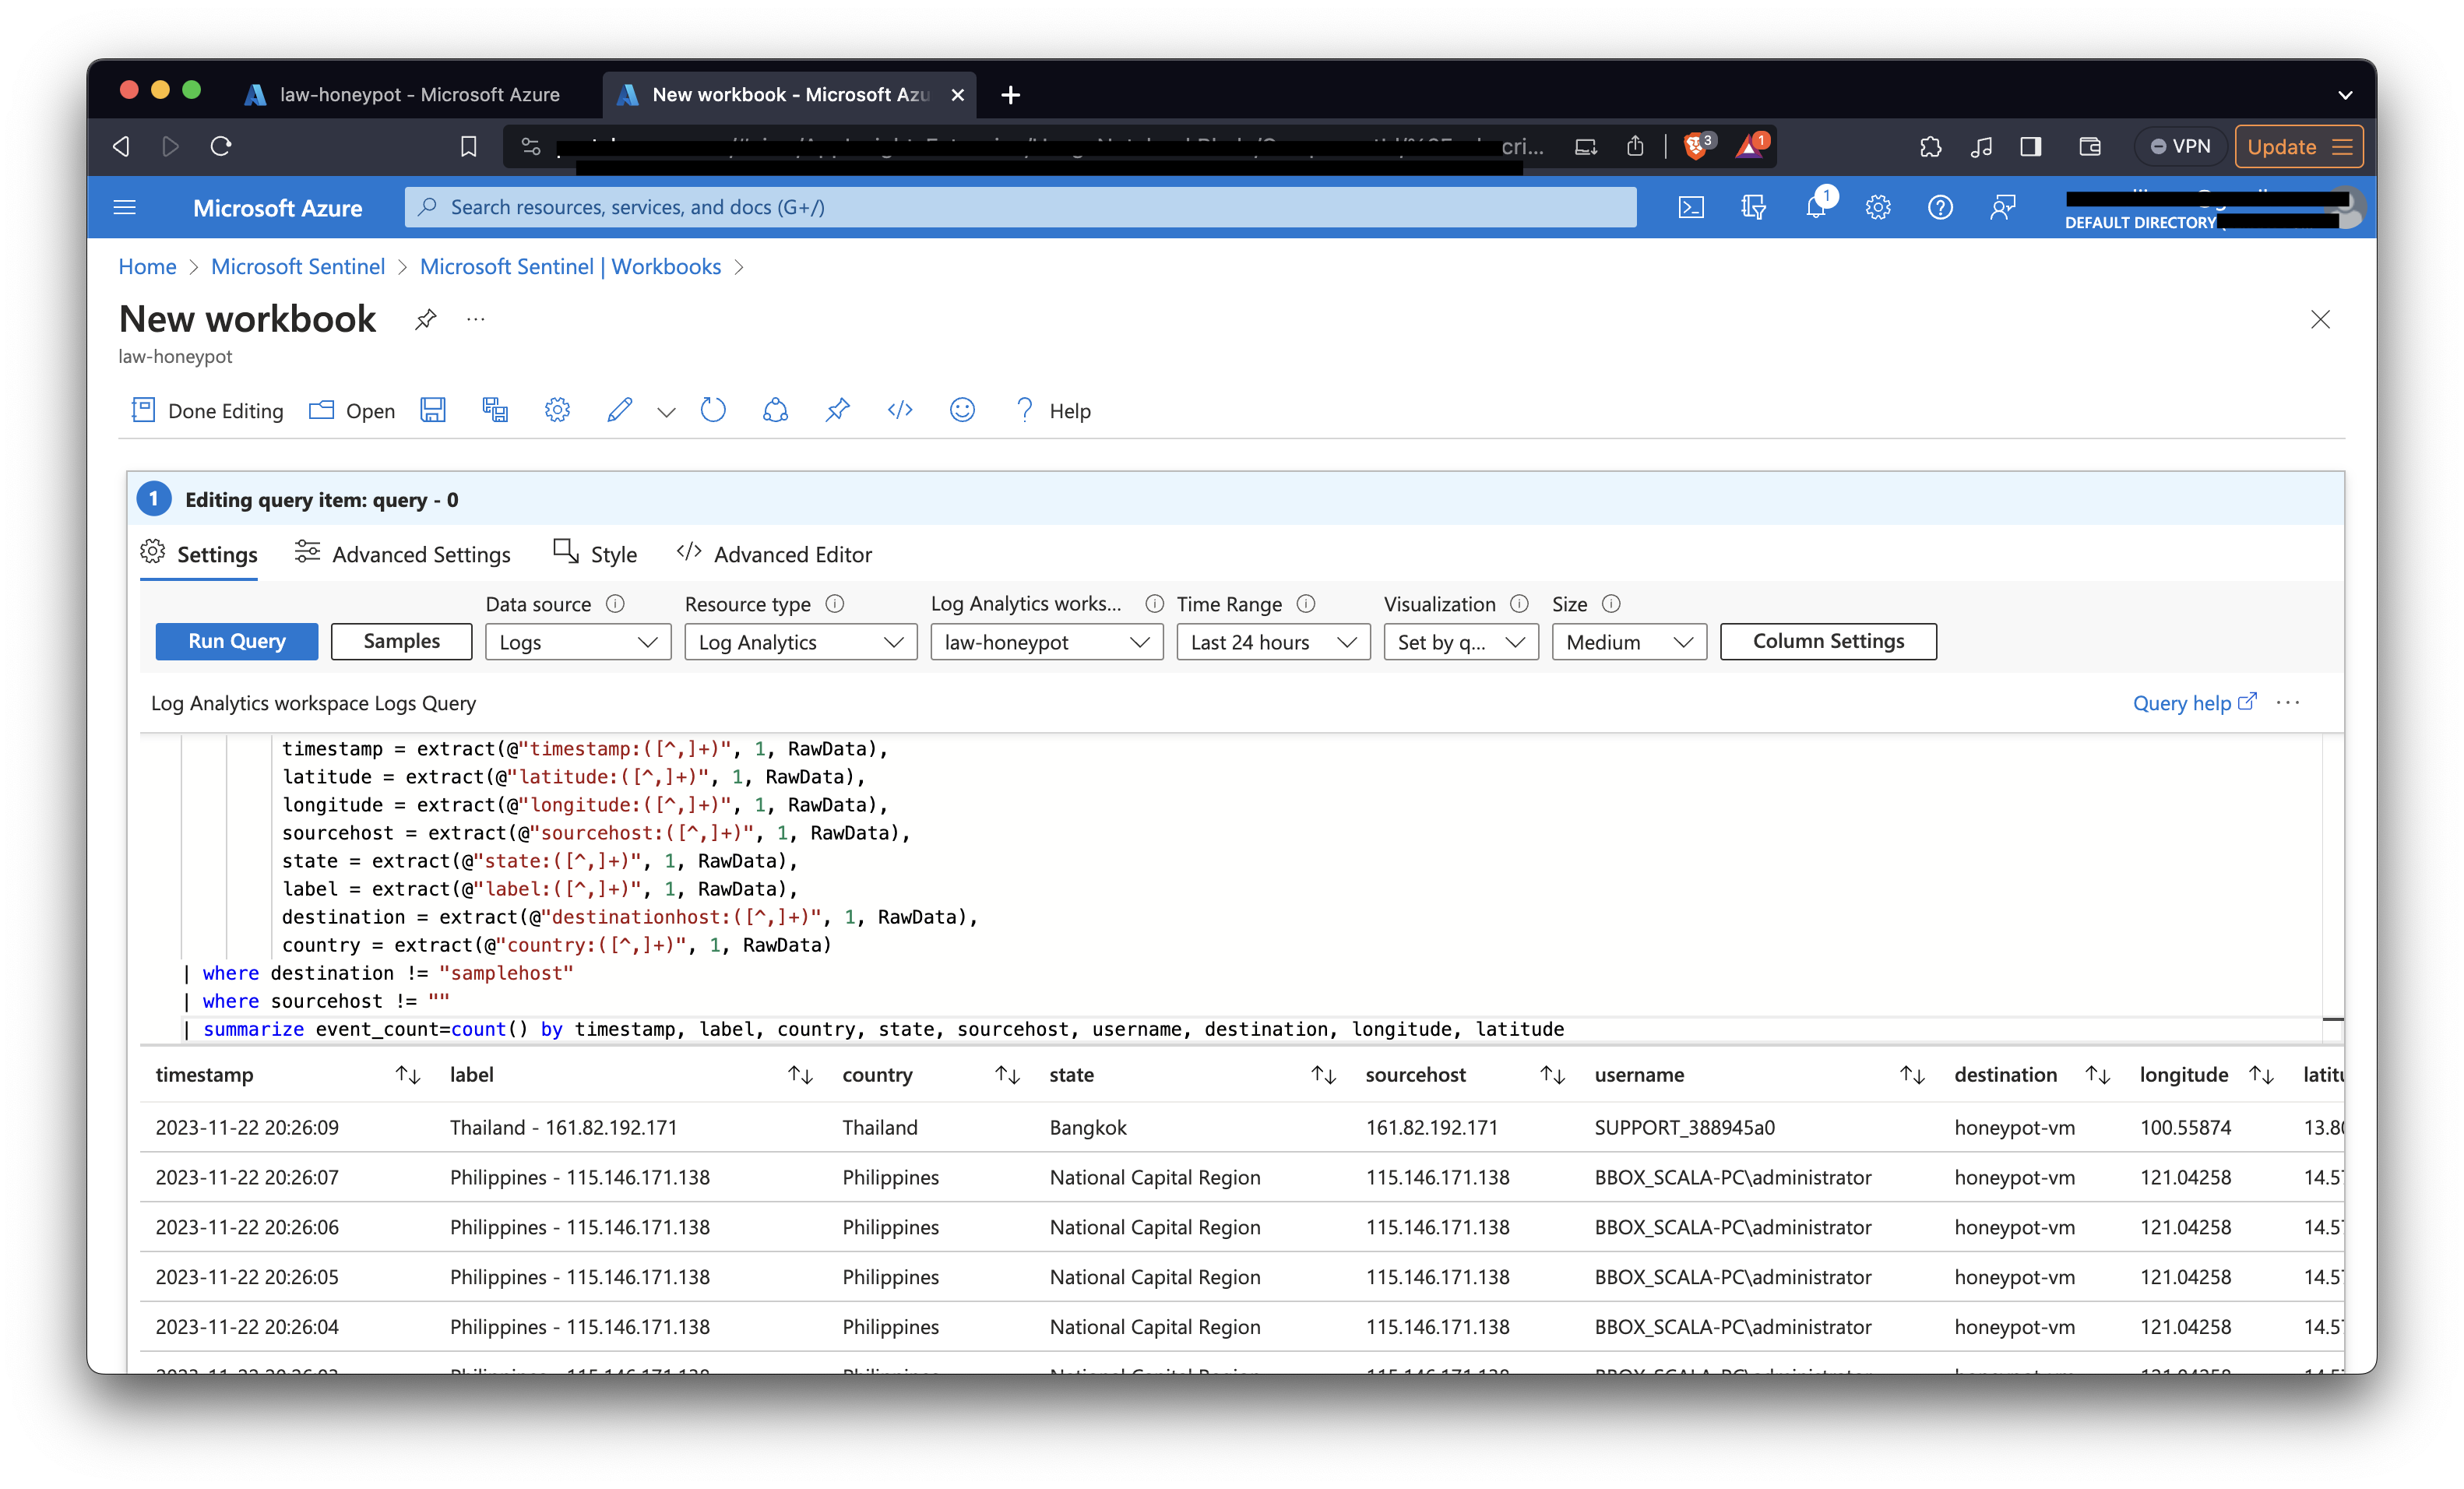 law-honeypot - Microsoft Azure
New workbook - Microsoft Azu
3
1
VPN
Update
Microsoft Azure
Search resources, services, and docs (G+/)
1
DEFAULT DIRECTORY
Home > Microsoft Sentinel > Microsoft Sentinel | Workbooks >
New workbook
law-honeypot
Done Editing Open Help
1 Editing query item: query - 0
Settings Advanced Settings Style </> Advanced Editor
Data source Resource type Log Analytics works... Time Range Visualization Size
Run Query Samples Logs Log Analytics law-honeypot Last 24 hours Set by q... Medium Column Settings
Log Analytics workspace Logs Query Query help ...
timestamp = extract(@"timestamp:([^,]+)", 1, RawData),
latitude = extract(@"latitude:([^,]+)", 1, RawData),
longitude = extract(@"longitude:([^,]+)", 1, RawData),
sourcehost = extract(@"sourcehost:([^,]+)", 1, RawData),
state = extract(@"state:([^,]+)", 1, RawData),
label = extract(@"label:([^,]+)", 1, RawData),
destination = extract(@"destinationhost:([^,]+)", 1, RawData),
country = extract(@"country:([^,]+)", 1, RawData)
| where destination != "samplehost"
| where sourcehost != ""
| summarize event_count=count() by timestamp, label, country, state, sourcehost, username, destination, longitude, latitude
timestamp label country state sourcehost username destination longitude latitu
2023-11-22 20:26:09 Thailand - 161.82.192.171 Thailand Bangkok 161.82.192.171 SUPPORT_388945a0 honeypot-vm 100.55874 13.80
2023-11-22 20:26:07 Philippines - 115.146.171.138 Philippines National Capital Region 115.146.171.138 BBOX_SCALA-PC\administrator honeypot-vm 121.04258 14.57
2023-11-22 20:26:06 Philippines - 115.146.171.138 Philippines National Capital Region 115.146.171.138 BBOX_SCALA-PC\administrator honeypot-vm 121.04258 14.57
2023-11-22 20:26:05 Philippines - 115.146.171.138 Philippines National Capital Region 115.146.171.138 BBOX_SCALA-PC\administrator honeypot-vm 121.04258 14.57
2023-11-22 20:26:04 Philippines - 115.146.171.138 Philippines National Capital Region 115.146.171.138 BBOX_SCALA-PC\administrator honeypot-vm 121.04258 14.57